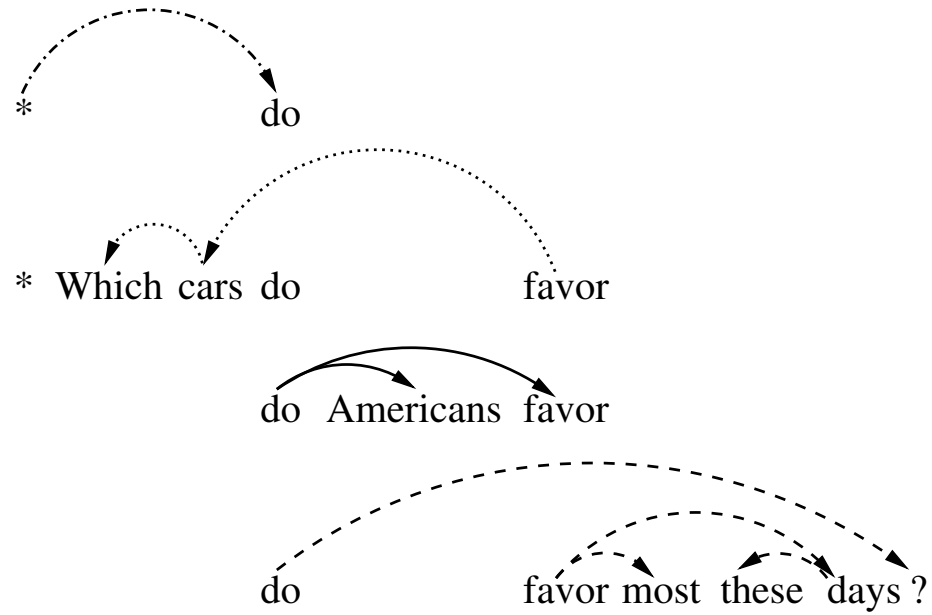 * do
* Which cars do favor
do Americans favor
do favor most these days ?